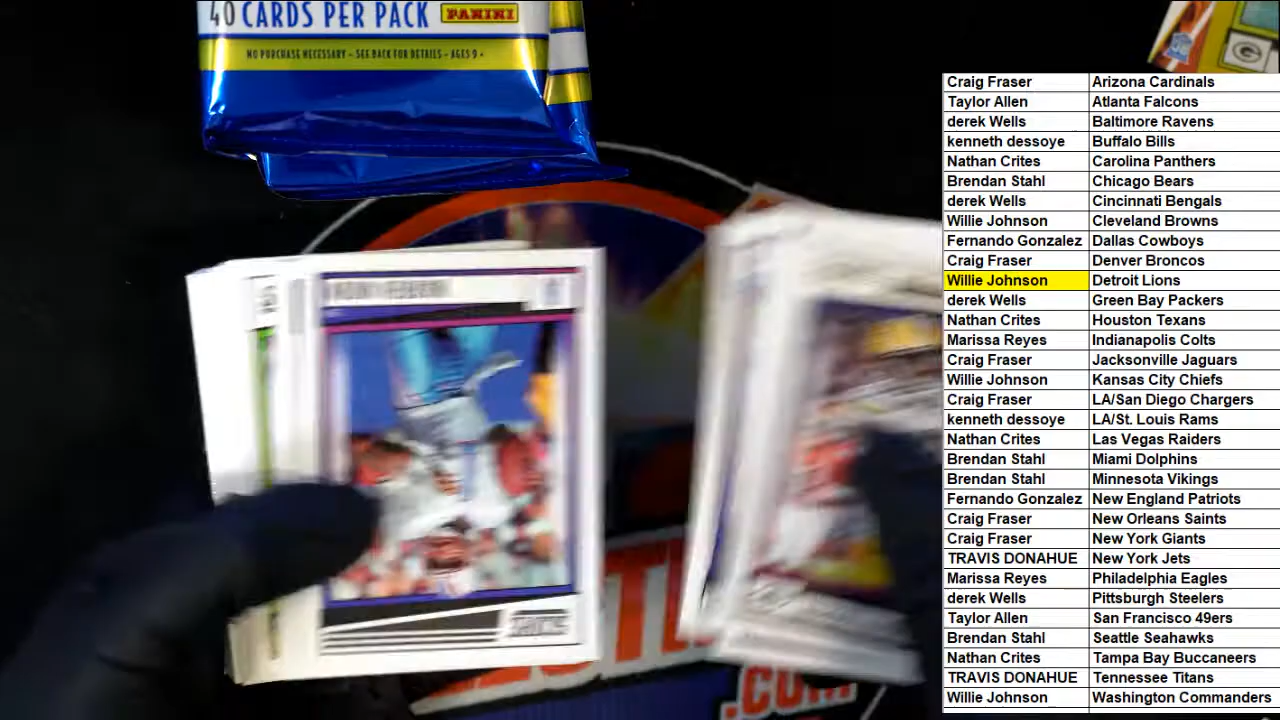 40 CARDS PER PACK PANINI
NO PURCHASE NECESSARY – SEE BACK FOR DETAILS – AGES 9+
Craig Fraser Arizona Cardinals
Taylor Allen Atlanta Falcons
derek Wells Baltimore Ravens
kenneth dessoye Buffalo Bills
Nathan Crites Carolina Panthers
Brendan Stahl Chicago Bears
derek Wells Cincinnati Bengals
Willie Johnson Cleveland Browns
Fernando Gonzalez Dallas Cowboys
Craig Fraser Denver Broncos
Willie Johnson Detroit Lions
derek Wells Green Bay Packers
Nathan Crites Houston Texans
Marissa Reyes Indianapolis Colts
Craig Fraser Jacksonville Jaguars
Willie Johnson Kansas City Chiefs
Craig Fraser LA/San Diego Chargers
kenneth dessoye LA/St. Louis Rams
Nathan Crites Las Vegas Raiders
Brendan Stahl Miami Dolphins
Brendan Stahl Minnesota Vikings
Fernando Gonzalez New England Patriots
Craig Fraser New Orleans Saints
Craig Fraser New York Giants
TRAVIS DONAHUE New York Jets
Marissa Reyes Philadelphia Eagles
derek Wells Pittsburgh Steelers
Taylor Allen San Francisco 49ers
Brendan Stahl Seattle Seahawks
Nathan Crites Tampa Bay Buccaneers
TRAVIS DONAHUE Tennessee Titans
Willie Johnson Washington Commanders
.COM